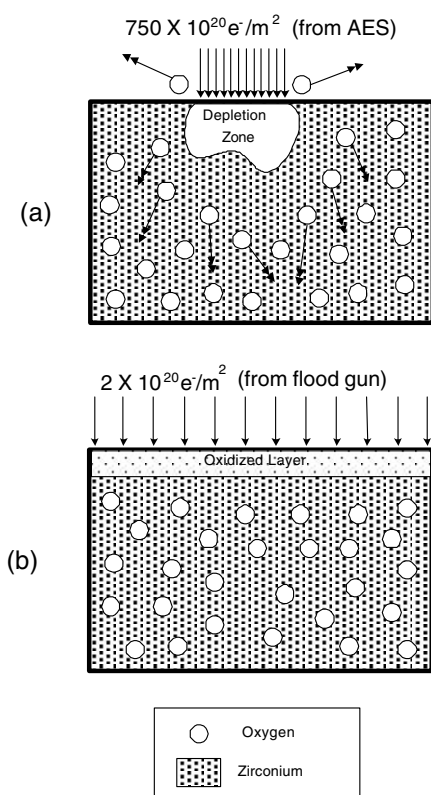 750 X 10²⁰e⁻/m² (from AES)
Depletion
Zone
(a)
2 X 10²⁰e⁻/m² (from flood gun)
Oxidized Layer
(b)
Oxygen
Zirconium